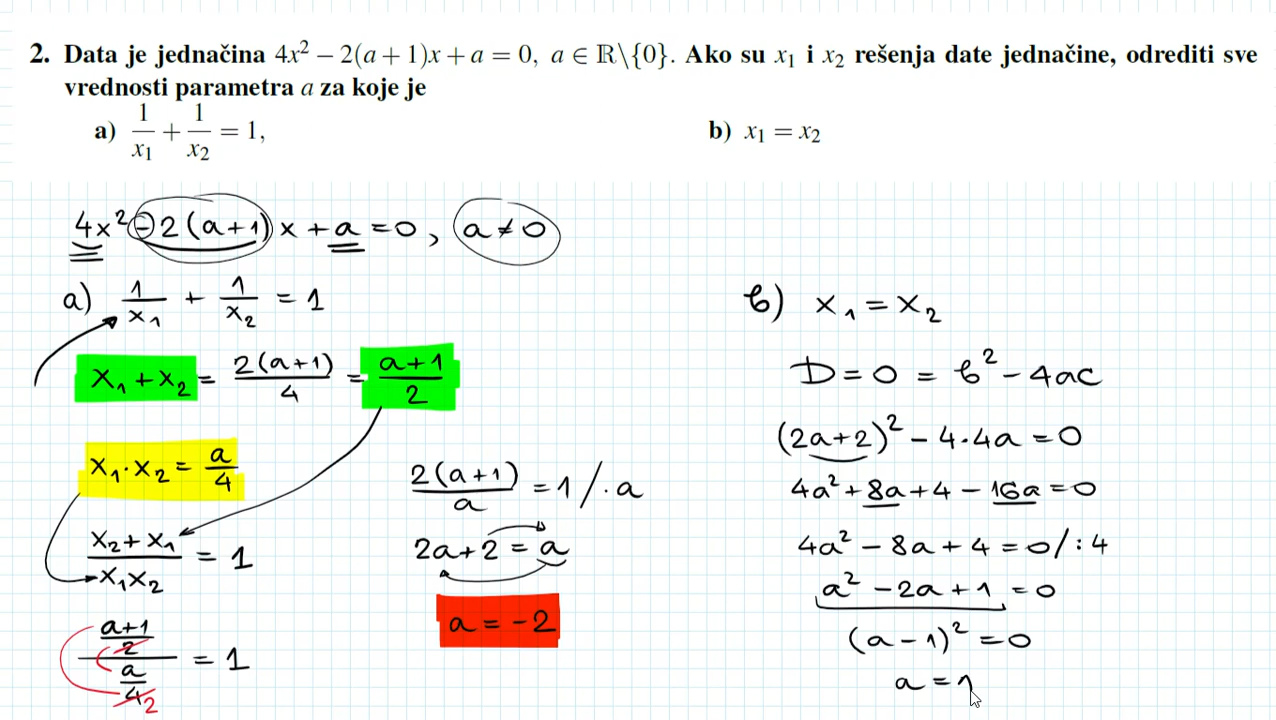 2. Data je jednačina 4x² − 2(a+1)x + a = 0, a ∈ ℝ\{0}. Ako su x₁ i x₂ rešenja date jednačine, odrediti sve
vrednosti parametra a za koje je
a) 1/x₁ + 1/x₂ = 1,
b) x₁ = x₂
4x² − 2(a+1)x + a = 0, a ≠ 0
a) 1/x₁ + 1/x₂ = 1
x₁ + x₂ = 2(a+1)/4 = (a+1)/2
x₁·x₂ = a/4
(x₂ + x₁)/(x₁x₂) = 1
((a+1)/2)/(a/4) = 1
2
2(a+1)/a = 1 /·a
2a+2 = a
a = −2
б) x₁ = x₂
D = 0 = б² − 4ac
(2a+2)² − 4·4a = 0
4a² + 8a + 4 − 16a = 0
4a² − 8a + 4 = 0 /:4
a² − 2a + 1 = 0
(a − 1)² = 0
a = 1